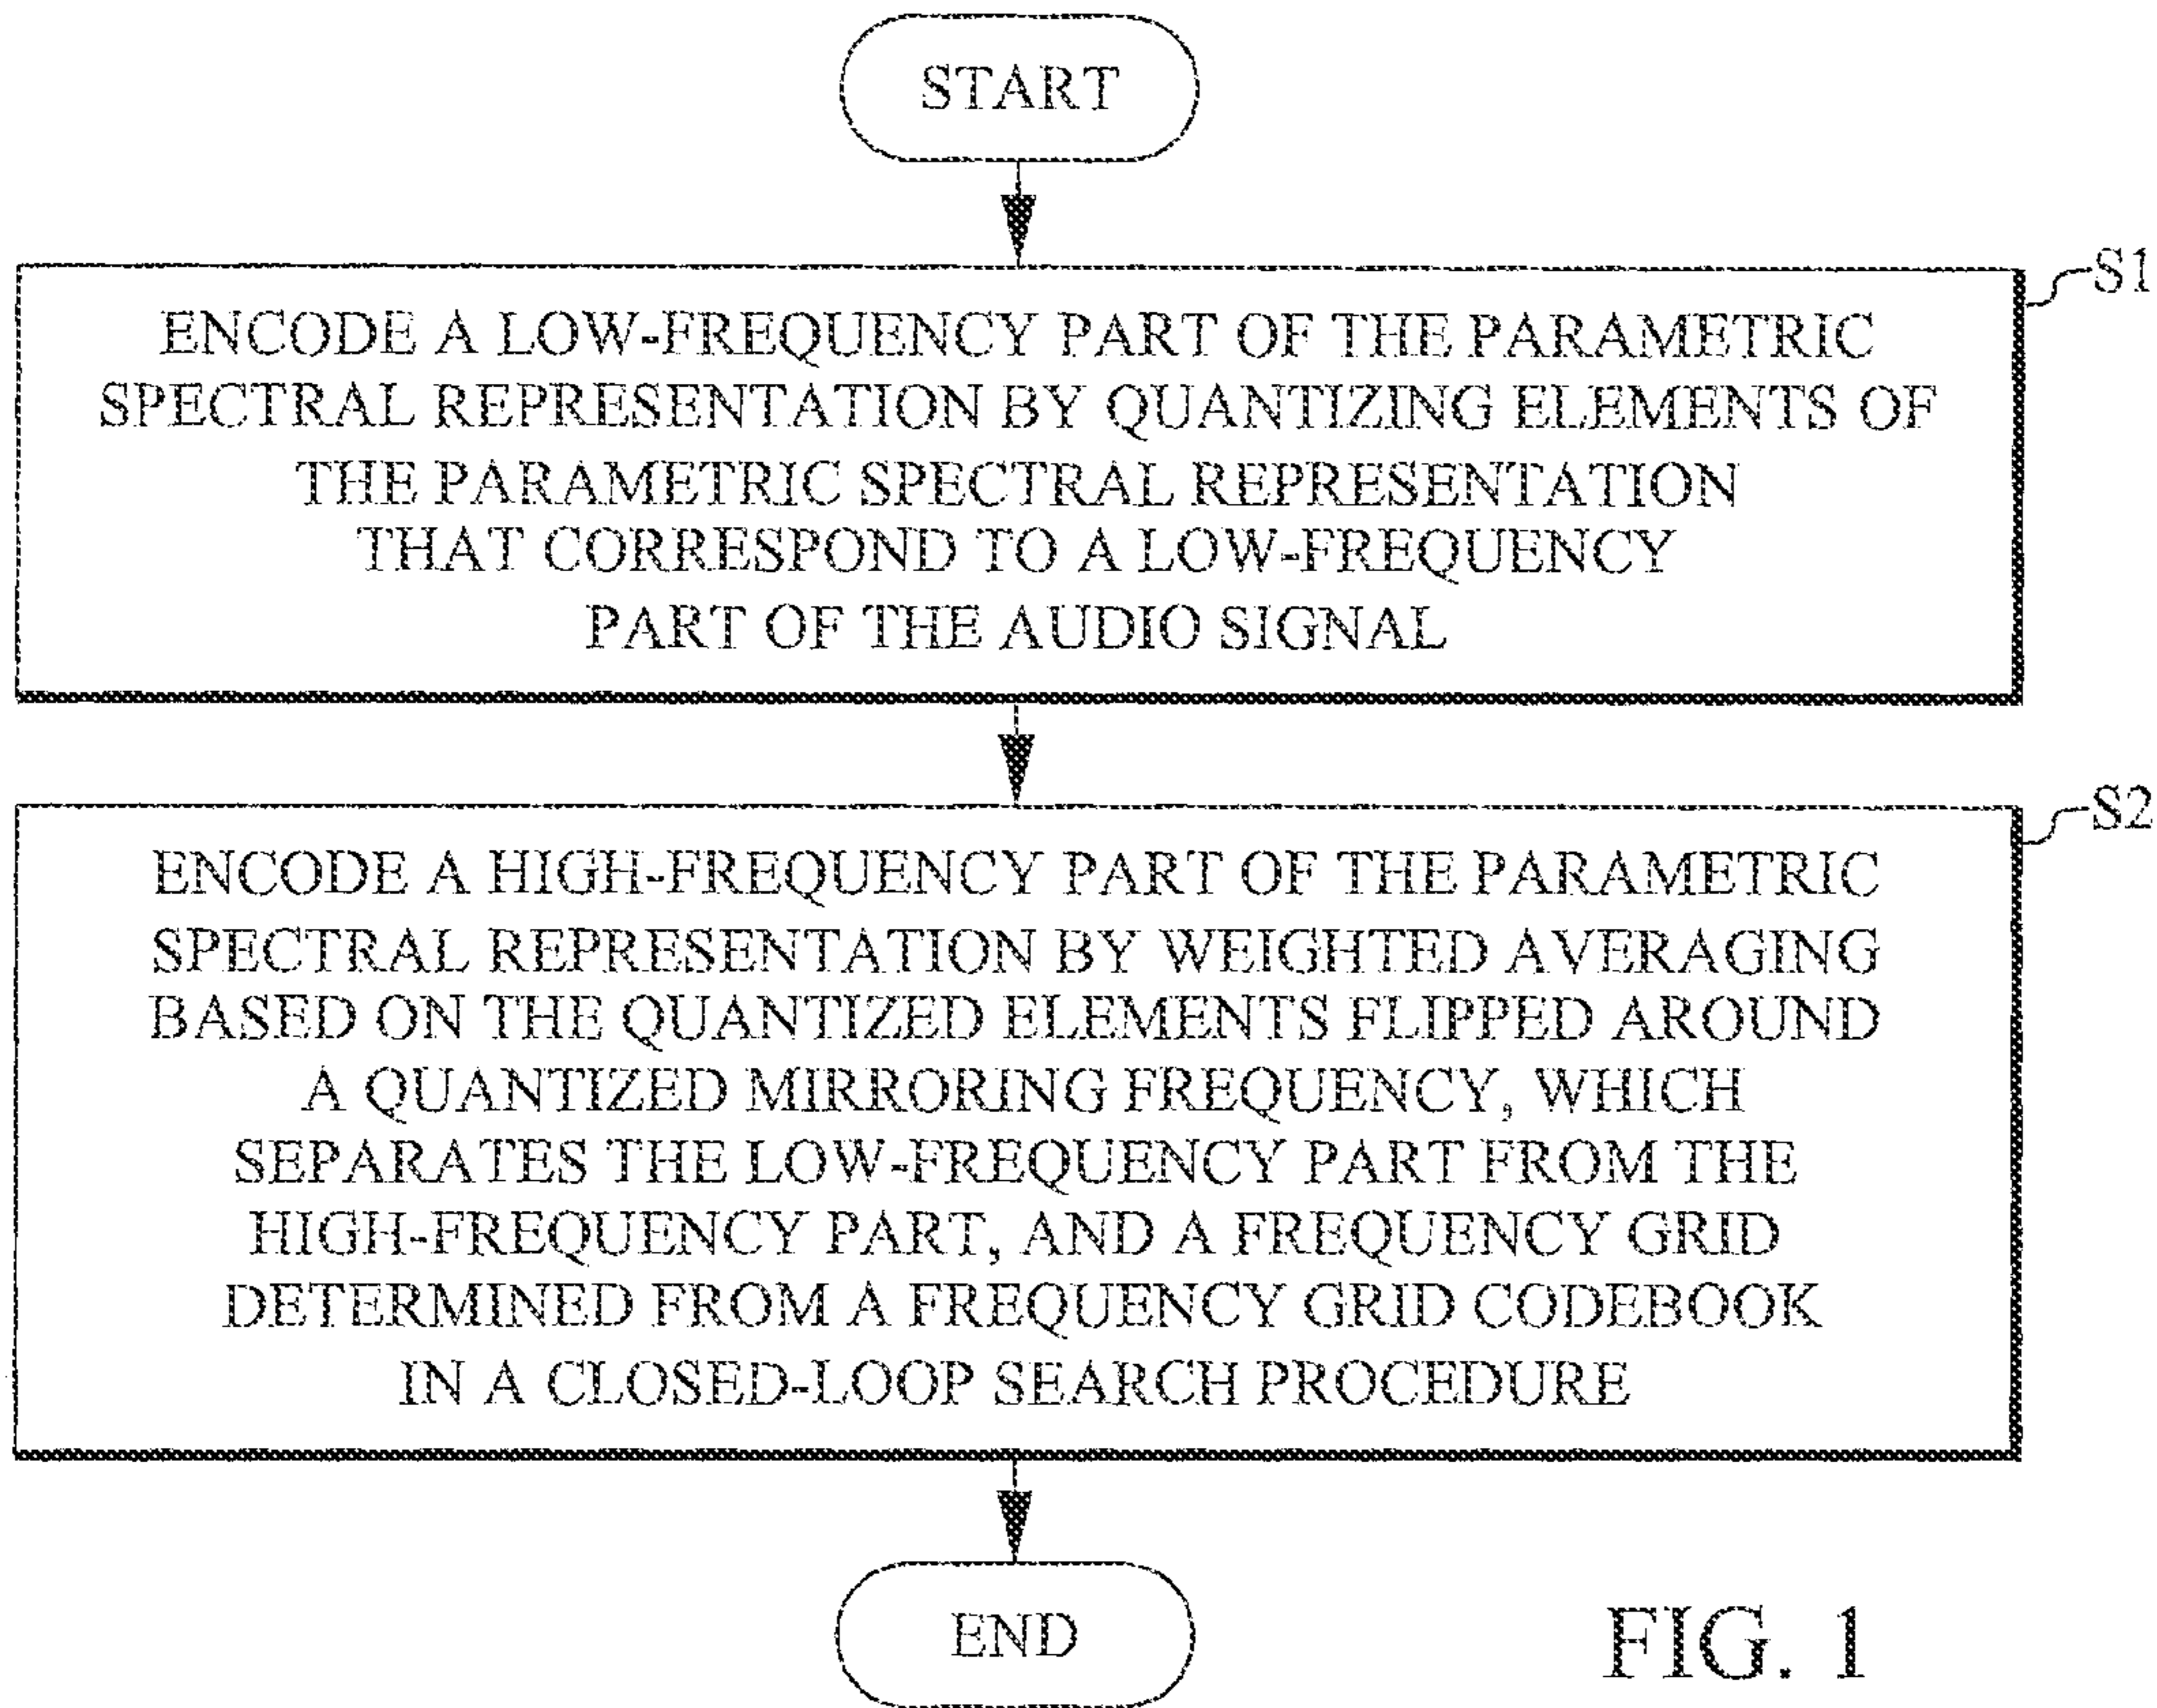 START
S1
ENCODE A LOW-FREQUENCY PART OF THE PARAMETRIC
SPECTRAL REPRESENTATION BY QUANTIZING ELEMENTS OF
THE PARAMETRIC SPECTRAL REPRESENTATION
THAT CORRESPOND TO A LOW-FREQUENCY
PART OF THE AUDIO SIGNAL
S2
ENCODE A HIGH-FREQUENCY PART OF THE PARAMETRIC
SPECTRAL REPRESENTATION BY WEIGHTED AVERAGING
BASED ON THE QUANTIZED ELEMENTS FLIPPED AROUND
A QUANTIZED MIRRORING FREQUENCY, WHICH
SEPARATES THE LOW-FREQUENCY PART FROM THE
HIGH-FREQUENCY PART, AND A FREQUENCY GRID
DETERMINED FROM A FREQUENCY GRID CODEBOOK
IN A CLOSED-LOOP SEARCH PROCEDURE
END
FIG. 1